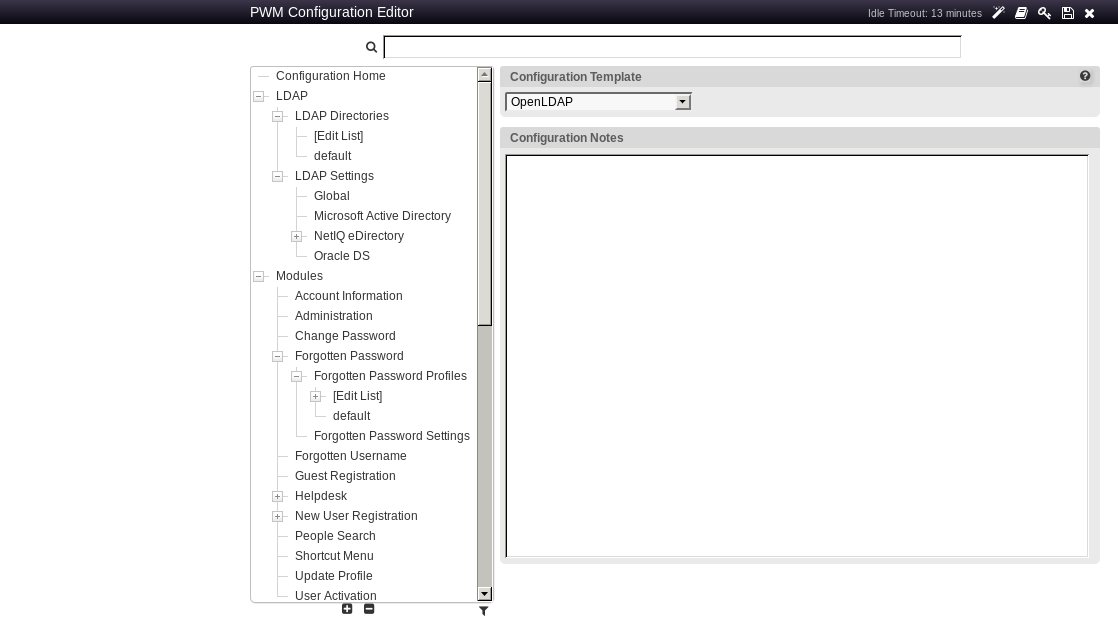 PWM Configuration Editor
Idle Timeout: 13 minutes
Configuration Home
LDAP
LDAP Directories
[Edit List]
default
LDAP Settings
Global
Microsoft Active Directory
NetIQ eDirectory
Oracle DS
Modules
Account Information
Administration
Change Password
Forgotten Password
Forgotten Password Profiles
[Edit List]
default
Forgotten Password Settings
Forgotten Username
Guest Registration
Helpdesk
New User Registration
People Search
Shortcut Menu
Update Profile
User Activation
Configuration Template
OpenLDAP
Configuration Notes